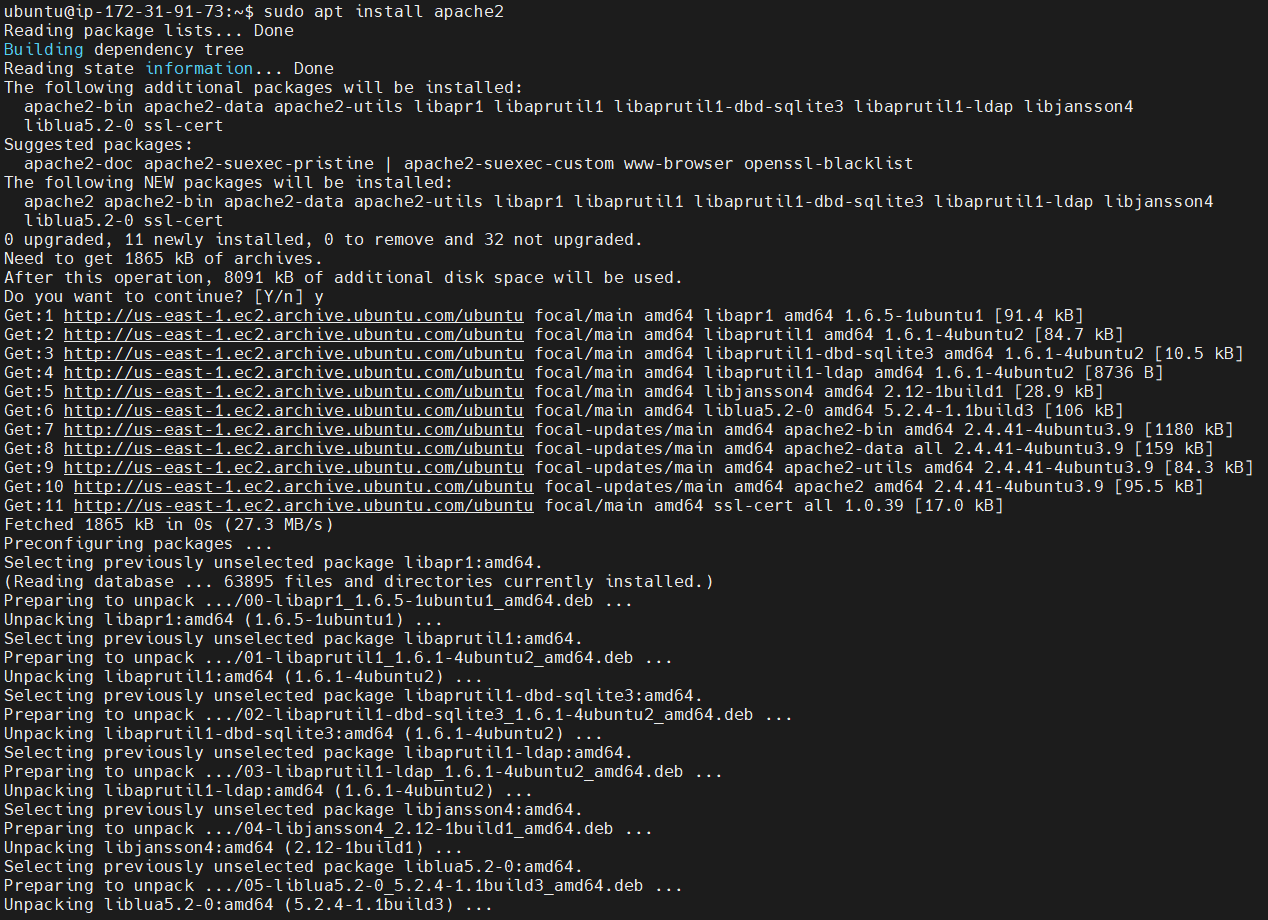 ubuntu@ip-172-31-91-73:~$ sudo apt install apache2
Reading package lists... Done
Building dependency tree
Reading state information... Done
The following additional packages will be installed:
  apache2-bin apache2-data apache2-utils libapr1 libaprutil1 libaprutil1-dbd-sqlite3 libaprutil1-ldap libjansson4
  liblua5.2-0 ssl-cert
Suggested packages:
  apache2-doc apache2-suexec-pristine | apache2-suexec-custom www-browser openssl-blacklist
The following NEW packages will be installed:
  apache2 apache2-bin apache2-data apache2-utils libapr1 libaprutil1 libaprutil1-dbd-sqlite3 libaprutil1-ldap libjansson4
  liblua5.2-0 ssl-cert
0 upgraded, 11 newly installed, 0 to remove and 32 not upgraded.
Need to get 1865 kB of archives.
After this operation, 8091 kB of additional disk space will be used.
Do you want to continue? [Y/n] y
Get:1 http://us-east-1.ec2.archive.ubuntu.com/ubuntu focal/main amd64 libapr1 amd64 1.6.5-1ubuntu1 [91.4 kB]
Get:2 http://us-east-1.ec2.archive.ubuntu.com/ubuntu focal/main amd64 libaprutil1 amd64 1.6.1-4ubuntu2 [84.7 kB]
Get:3 http://us-east-1.ec2.archive.ubuntu.com/ubuntu focal/main amd64 libaprutil1-dbd-sqlite3 amd64 1.6.1-4ubuntu2 [10.5 kB]
Get:4 http://us-east-1.ec2.archive.ubuntu.com/ubuntu focal/main amd64 libaprutil1-ldap amd64 1.6.1-4ubuntu2 [8736 B]
Get:5 http://us-east-1.ec2.archive.ubuntu.com/ubuntu focal/main amd64 libjansson4 amd64 2.12-1build1 [28.9 kB]
Get:6 http://us-east-1.ec2.archive.ubuntu.com/ubuntu focal/main amd64 liblua5.2-0 amd64 5.2.4-1.1build3 [106 kB]
Get:7 http://us-east-1.ec2.archive.ubuntu.com/ubuntu focal-updates/main amd64 apache2-bin amd64 2.4.41-4ubuntu3.9 [1180 kB]
Get:8 http://us-east-1.ec2.archive.ubuntu.com/ubuntu focal-updates/main amd64 apache2-data all 2.4.41-4ubuntu3.9 [159 kB]
Get:9 http://us-east-1.ec2.archive.ubuntu.com/ubuntu focal-updates/main amd64 apache2-utils amd64 2.4.41-4ubuntu3.9 [84.3 kB]
Get:10 http://us-east-1.ec2.archive.ubuntu.com/ubuntu focal-updates/main amd64 apache2 amd64 2.4.41-4ubuntu3.9 [95.5 kB]
Get:11 http://us-east-1.ec2.archive.ubuntu.com/ubuntu focal/main amd64 ssl-cert all 1.0.39 [17.0 kB]
Fetched 1865 kB in 0s (27.3 MB/s)
Preconfiguring packages ...
Selecting previously unselected package libapr1:amd64.
(Reading database ... 63895 files and directories currently installed.)
Preparing to unpack .../00-libapr1_1.6.5-1ubuntu1_amd64.deb ...
Unpacking libapr1:amd64 (1.6.5-1ubuntu1) ...
Selecting previously unselected package libaprutil1:amd64.
Preparing to unpack .../01-libaprutil1_1.6.1-4ubuntu2_amd64.deb ...
Unpacking libaprutil1:amd64 (1.6.1-4ubuntu2) ...
Selecting previously unselected package libaprutil1-dbd-sqlite3:amd64.
Preparing to unpack .../02-libaprutil1-dbd-sqlite3_1.6.1-4ubuntu2_amd64.deb ...
Unpacking libaprutil1-dbd-sqlite3:amd64 (1.6.1-4ubuntu2) ...
Selecting previously unselected package libaprutil1-ldap:amd64.
Preparing to unpack .../03-libaprutil1-ldap_1.6.1-4ubuntu2_amd64.deb ...
Unpacking libaprutil1-ldap:amd64 (1.6.1-4ubuntu2) ...
Selecting previously unselected package libjansson4:amd64.
Preparing to unpack .../04-libjansson4_2.12-1build1_amd64.deb ...
Unpacking libjansson4:amd64 (2.12-1build1) ...
Selecting previously unselected package liblua5.2-0:amd64.
Preparing to unpack .../05-liblua5.2-0_5.2.4-1.1build3_amd64.deb ...
Unpacking liblua5.2-0:amd64 (5.2.4-1.1build3) ...